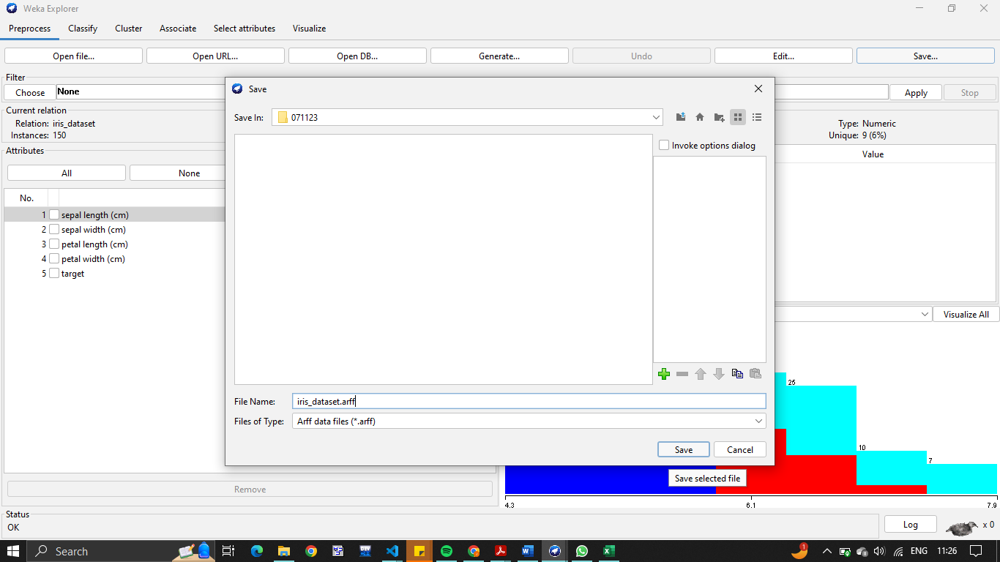 Weka Explorer
Preprocess Classify Cluster Associate Select attributes Visualize
Open file... Open URL... Open DB... Generate... Undo Edit... Save...
Filter
Choose None Apply Stop
Current relation
Relation: iris_dataset
Instances: 150
Type: Numeric
Unique: 9 (6%)
Attributes
All None
Value
No.
1 sepal length (cm)
2 sepal width (cm)
3 petal length (cm)
4 petal width (cm)
5 target
Remove
Save
Save In: 071123
Invoke options dialog
File Name: iris_dataset.arff
Files of Type: Arff data files (*.arff)
Save Cancel
Save selected file
Visualize All
25
10
7
4.3 6.1 7.9
Status
OK
Log x 0
Search
1
ENG 11:26